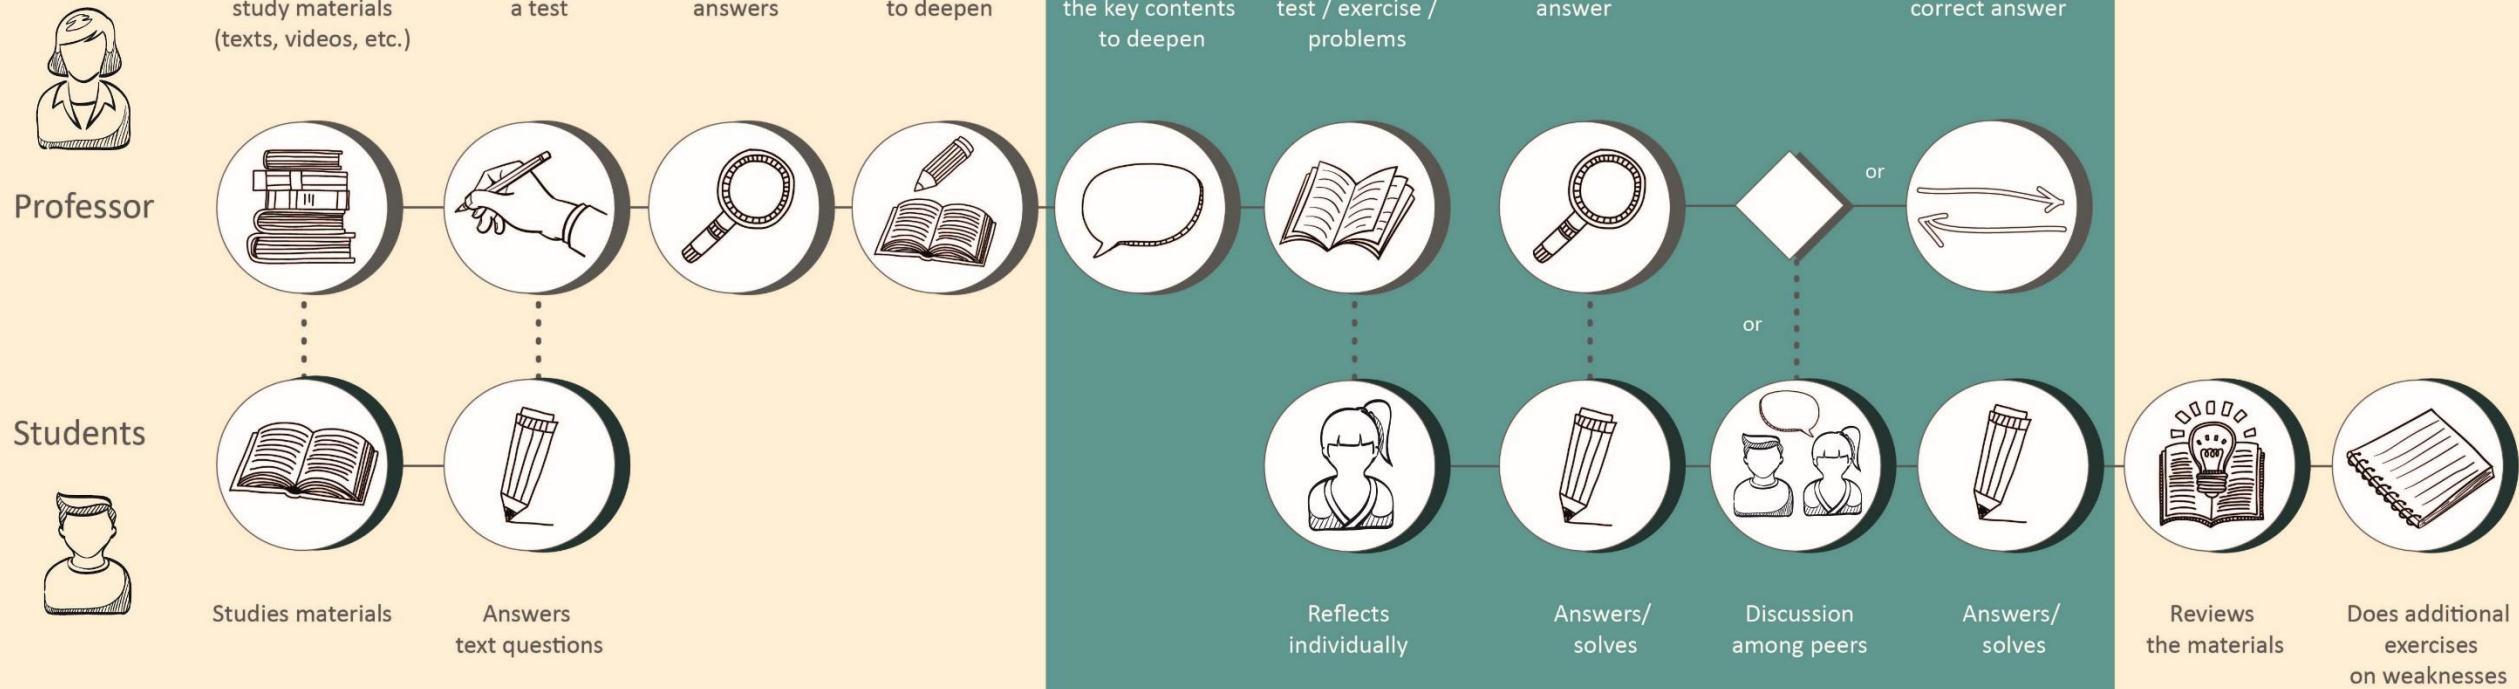 study materials
(texts, videos, etc.)
a test
answers
to deepen
the key contents
to deepen
test / exercise /
problems
answer
correct answer
Professor
or
or
Students
Studies materials
Answers
text questions
Reflects
individually
Answers/
solves
Discussion
among peers
Answers/
solves
Reviews
the materials
Does additional
exercises
on weaknesses